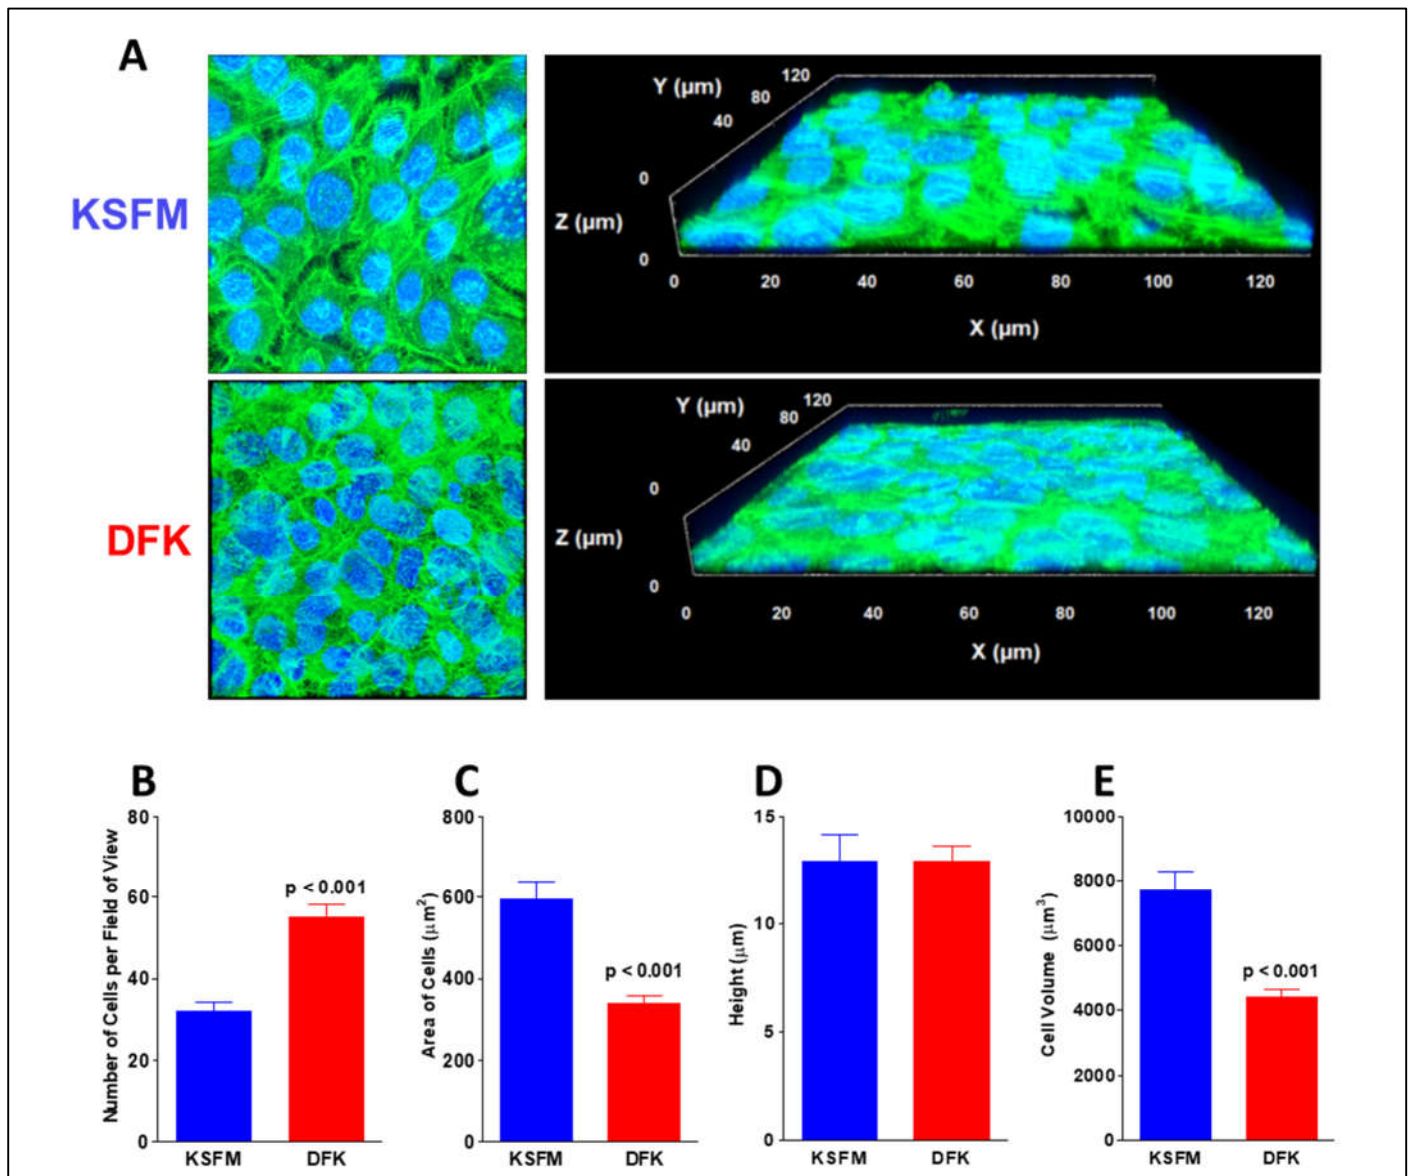 A
KSFM
Y (µm)
120
80
40
0
Z (µm)
0
0 20 40 60 80 100 120
X (µm)
DFK
Y (µm)
120
80
40
0
Z (µm)
0
0 20 40 60 80 100 120
X (µm)
B
Number of Cells per Field of View
80
60
40
20
0
p < 0.001
KSFM DFK
C
Area of Cells (µm²)
800
600
400
200
0
p < 0.001
KSFM DFK
D
Height (µm)
15
10
5
0
KSFM DFK
E
Cell Volume (µm³)
10000
8000
6000
4000
2000
0
p < 0.001
KSFM DFK